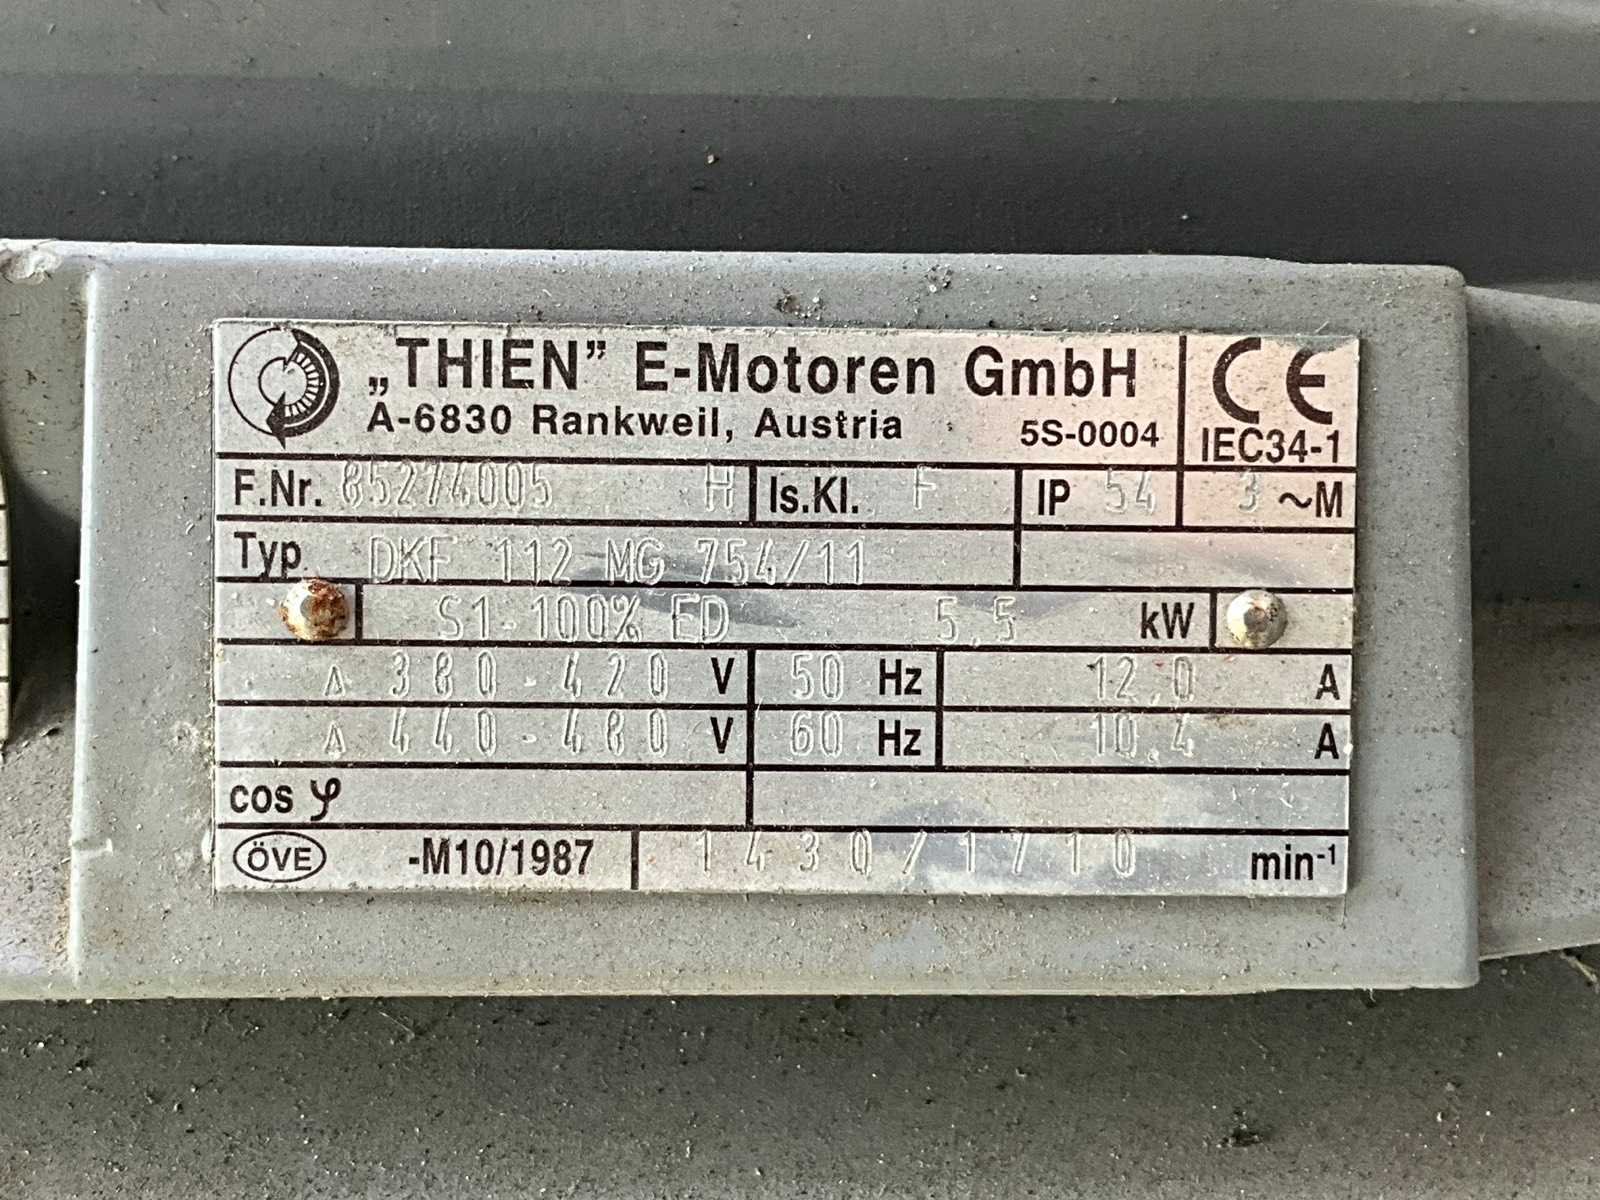 „THIEN” E-Motoren GmbH
A-6830 Rankweil, Austria 5S-0004
CE
IEC34-1
F.Nr. 85274005 H Is.Kl. F IP 54 3 ~M
Typ DKF 112 MG 754/11
S1-100% ED 5,5 kW
Δ 380-420 V 50 Hz 12,0 A
Δ 440-480 V 60 Hz 10,4 A
cos φ
ÖVE -M10/1987 1430/1710 min⁻¹